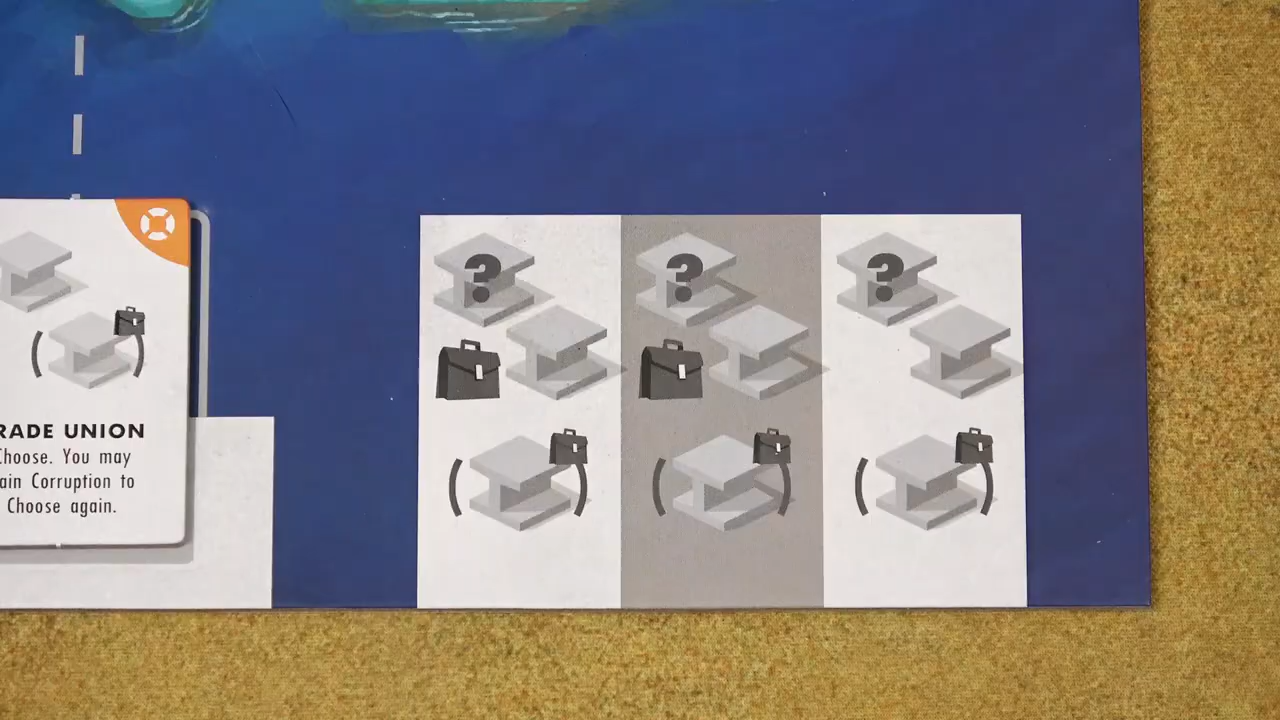 RADE UNION
Choose. You may
ain Corruption to
Choose again.
?
?
?